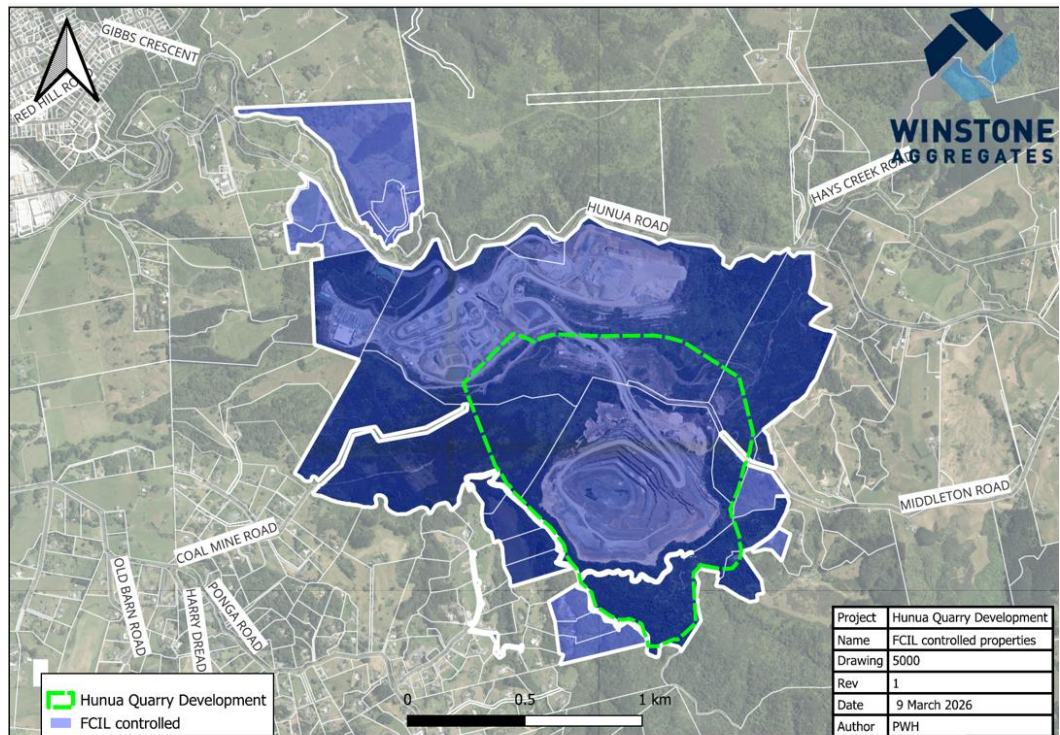 GIBBS CRESCENT
RED HILL RO
WINSTONE
AGGREGATES
HAYS CREEK ROAD
HUNUA ROAD
MIDDLETON ROAD
COAL MINE ROAD
OLD BARN ROAD
HARRY DREAD
PONGA ROAD
Hunua Quarry Development
FCIL controlled
0 0.5 1 km
Project Hunua Quarry Development
Name FCIL controlled properties
Drawing 5000
Rev 1
Date 9 March 2026
Author PWH